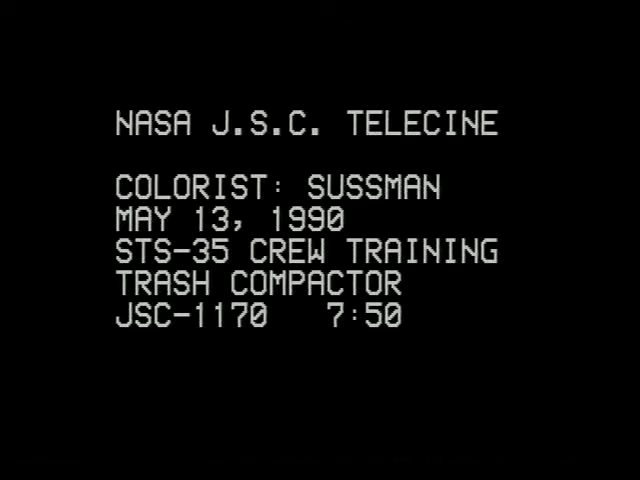 NASA J.S.C. TELECINE
COLORIST: SUSSMAN
MAY 13, 1990
STS-35 CREW TRAINING
TRASH COMPACTOR
JSC-1170 7:50